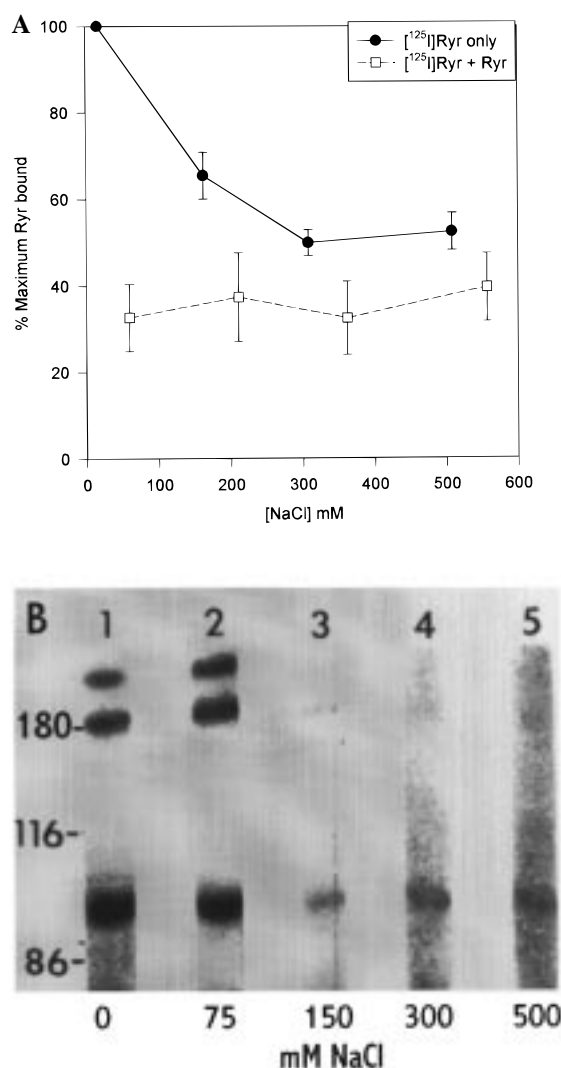 A
[¹²⁵I]Ryr only
[¹²⁵I]Ryr + Ryr
% Maximum Ryr bound
100
80
60
40
20
0
0 100 200 300 400 500 600
[NaCl] mM
B 1 2 3 4 5
180-
116-
86-
0 75 150 300 500
mM NaCl